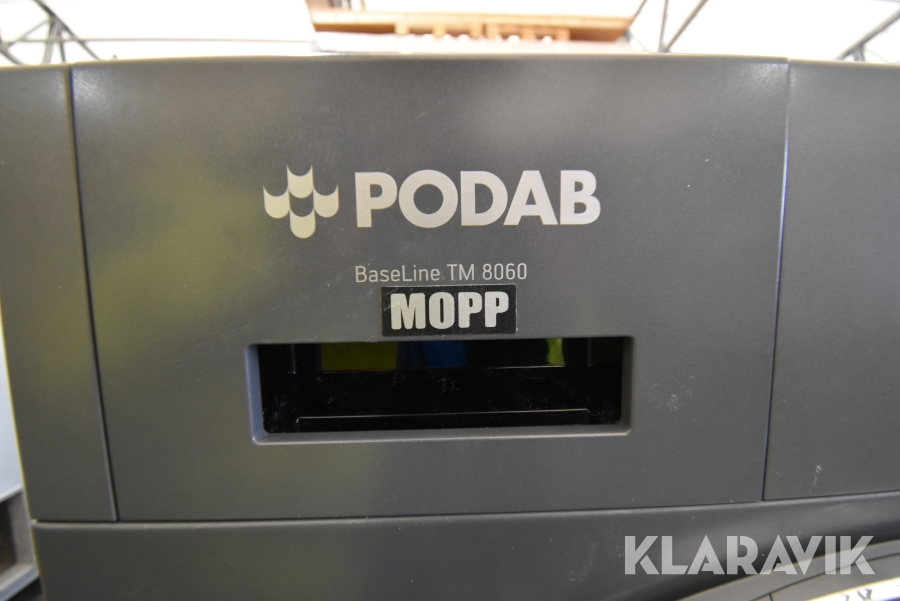 PODAB
BaseLine TM 8060
MOPP
KLARAVIK